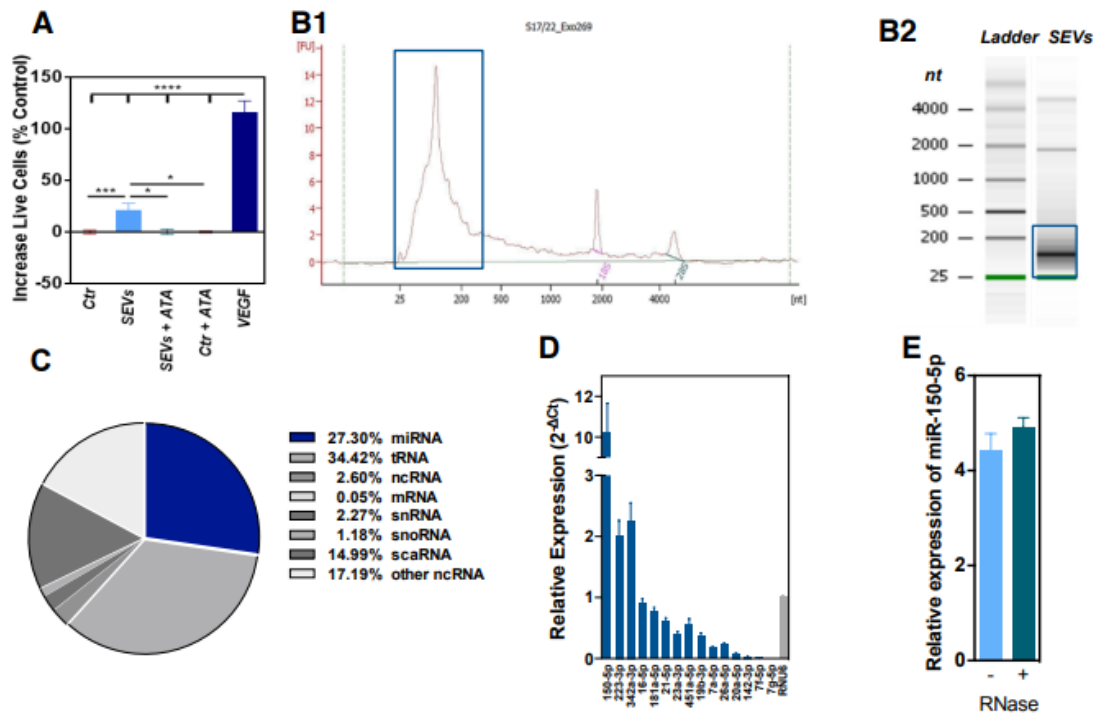 A
Increase Live Cells (% Control)
150
100
50
0
-50
****
***
*
*
Ctr
SEVs
SEVs + ATA
Ctr + ATA
VEGF
B1
S17/22_Exo269
[FU]
14
12
10
8
6
4
2
0
18S
28S
25
200
500
1000
2000
4000
[nt]
B2
Ladder SEVs
nt
4000
2000
1000
500
200
25
C
27.30% miRNA
34.42% tRNA
2.60% ncRNA
0.05% mRNA
2.27% snRNA
1.18% snoRNA
14.99% scaRNA
17.19% other ncRNA
D
Relative Expression (2-ΔCt)
12
10
3
2
1
0
150-5p
223-3p
342a-3p
16-5p
181a-5p
21-5p
23a-3p
451a-5p
19b-3p
7a-5p
26a-5p
20a-5p
142-3p
7f-5p
7g-5p
RNU6
E
Relative expression of miR-150-5p
6
4
2
0
- +
RNase